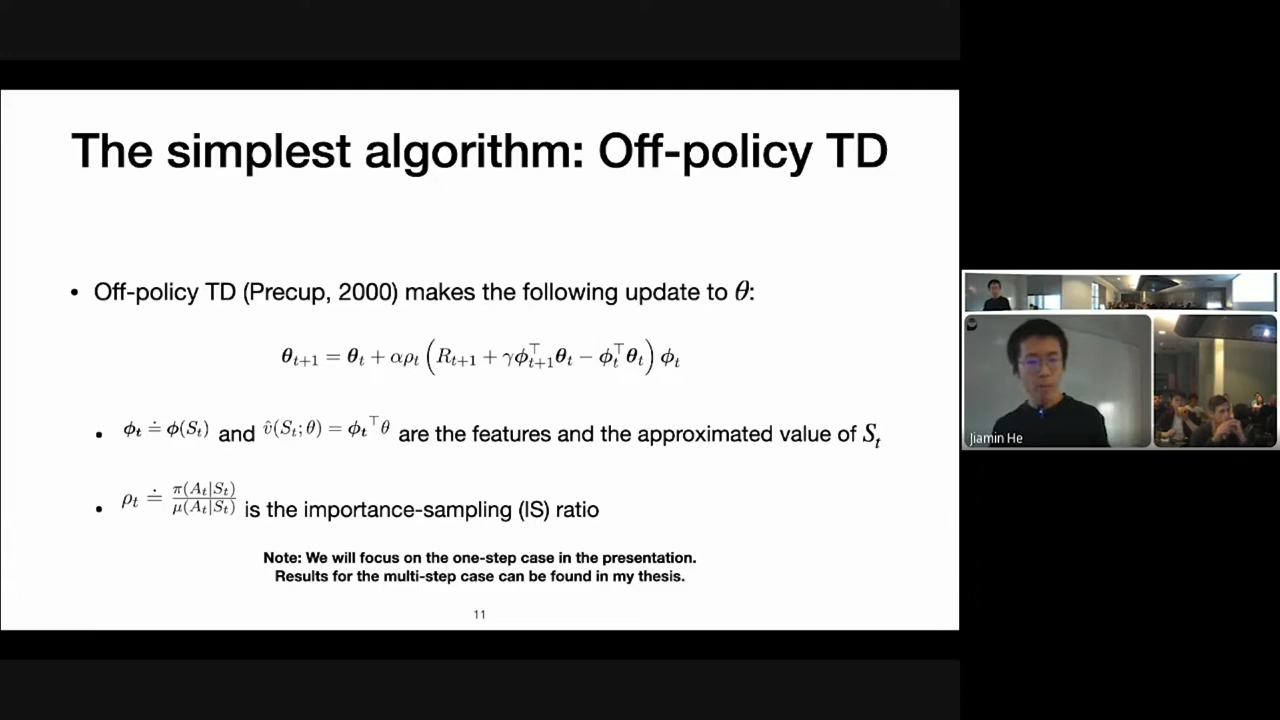 The simplest algorithm: Off-policy TD
• Off-policy TD (Precup, 2000) makes the following update to θ:
θ_{t+1} = θ_t + αρ_t (R_{t+1} + γϕ_{t+1}^⊤ θ_t − ϕ_t^⊤ θ_t) ϕ_t
• ϕ_t ≐ ϕ(S_t) and v̂(S_t; θ) = ϕ_t^⊤ θ are the features and the approximated value of S_t
• ρ_t ≐ π(A_t|S_t) / μ(A_t|S_t) is the importance-sampling (IS) ratio
Note: We will focus on the one-step case in the presentation.
Results for the multi-step case can be found in my thesis.
11
Jiamin He